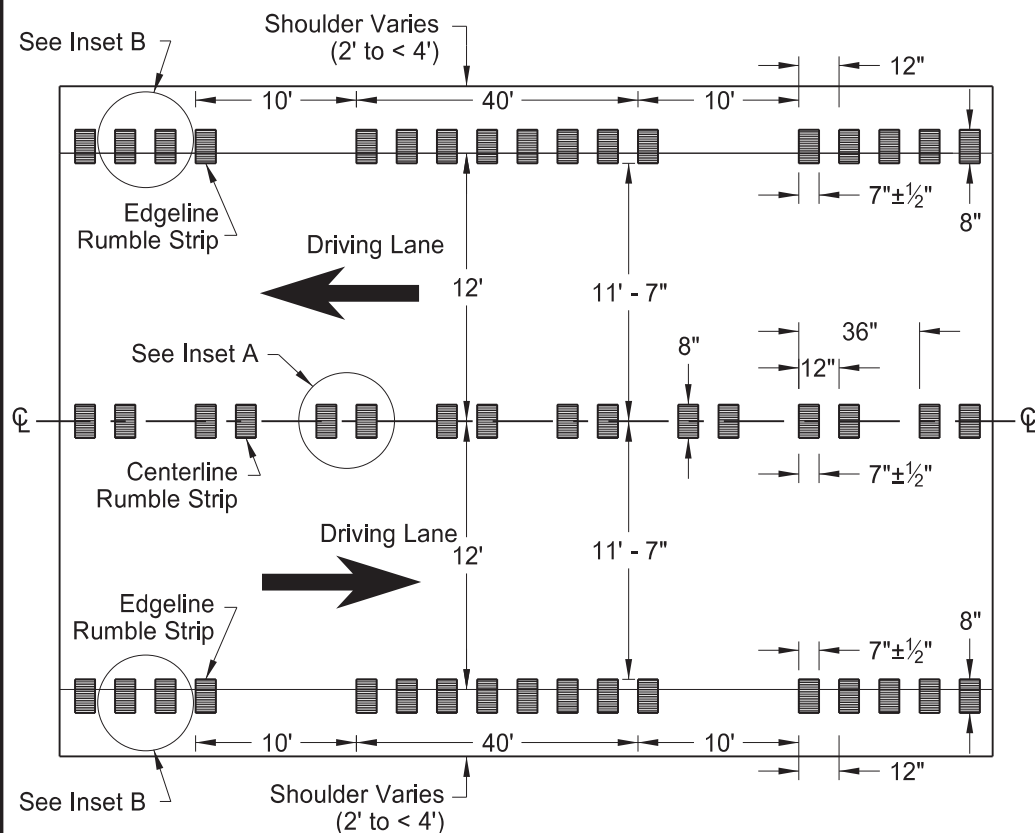 Shoulder Varies
(2' to < 4')
See Inset B
12"
10'
40'
10'
Edgeline
Rumble Strip
7"±½"
8"
Driving Lane
12'
11' - 7"
36"
See Inset A
8"
12"
℄
℄
Centerline
Rumble Strip
7"±½"
Driving Lane
12'
11' - 7"
Edgeline
Rumble Strip
8"
7"±½"
10'
40'
10'
12"
See Inset B
Shoulder Varies
(2' to < 4')